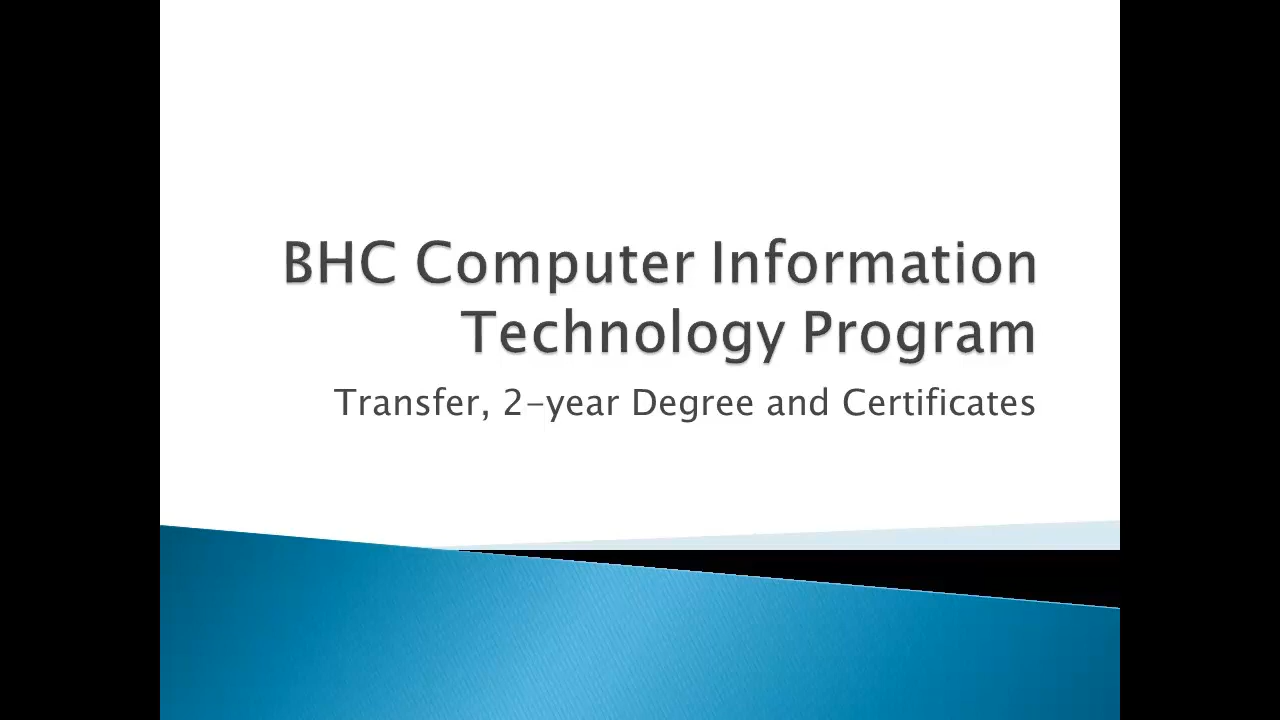 BHC Computer Information
Technology Program
Transfer, 2-year Degree and Certificates